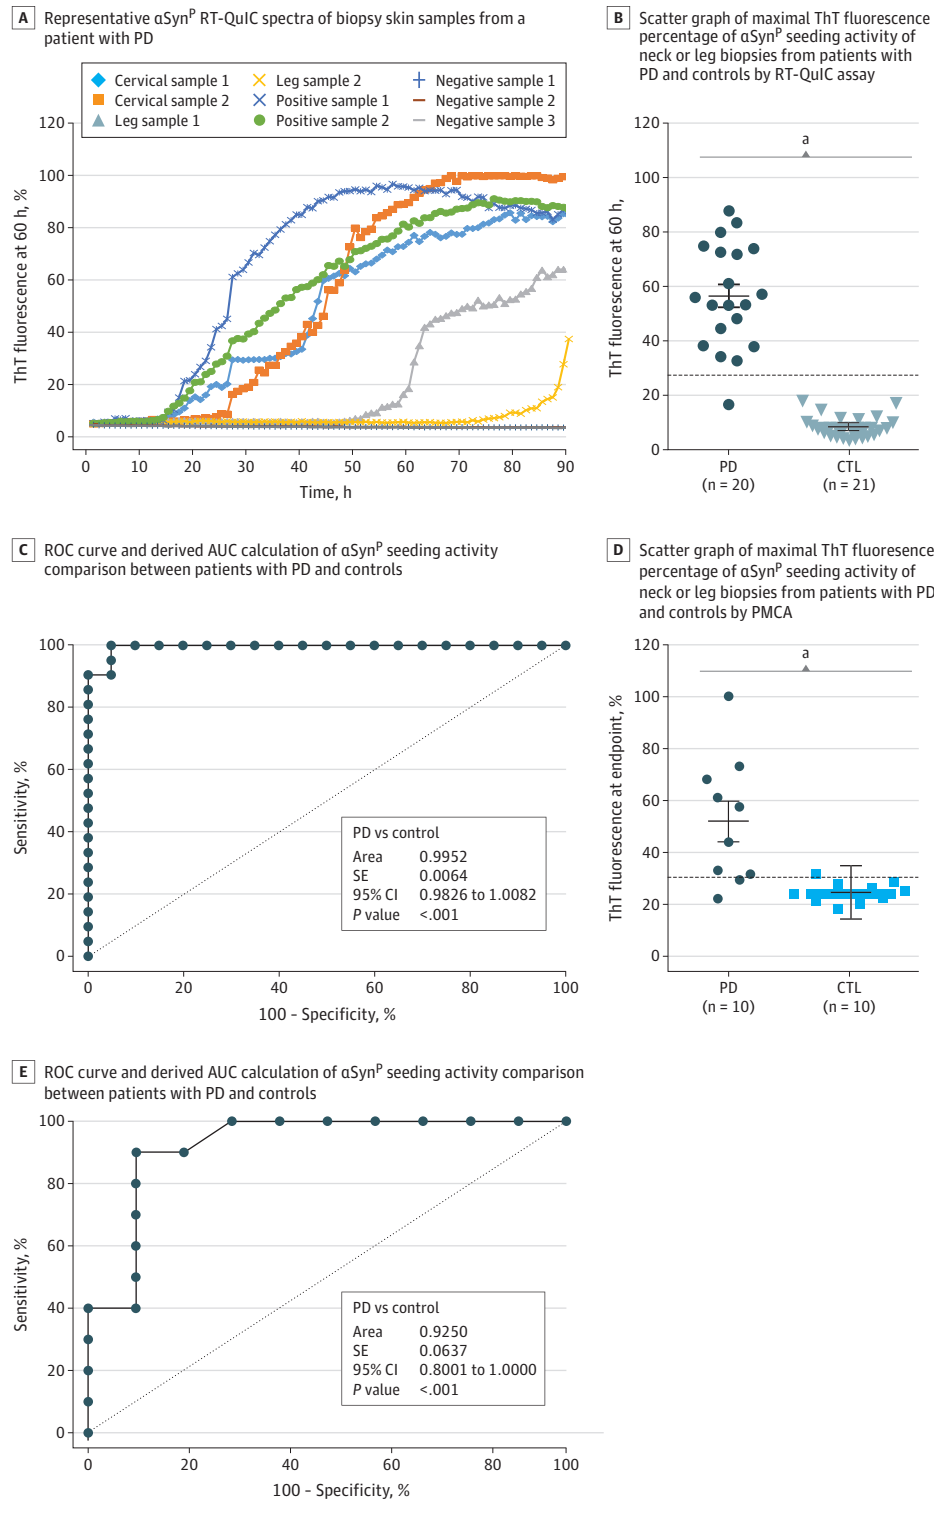 A
Representative αSynᴾ RT-QuIC spectra of biopsy skin samples from a
patient with PD
Cervical sample 1
Cervical sample 2
Leg sample 1
Leg sample 2
Positive sample 1
Positive sample 2
Negative sample 1
Negative sample 2
Negative sample 3
ThT fluorescence at 60 h, %
120
100
80
60
40
20
0
0 10 20 30 40 50 60 70 80 90
Time, h
B
Scatter graph of maximal ThT fluorescence
percentage of αSynᴾ seeding activity of
neck or leg biopsies from patients with
PD and controls by RT-QuIC assay
ThT fluorescence at 60 h,
120
100
80
60
40
20
0
a
PD
(n = 20)
CTL
(n = 21)
C
ROC curve and derived AUC calculation of αSynᴾ seeding activity
comparison between patients with PD and controls
Sensitivity, %
100
80
60
40
20
0
PD vs control
Area 0.9952
SE 0.0064
95% CI 0.9826 to 1.0082
P value <.001
0 20 40 60 80 100
100 – Specificity, %
D
Scatter graph of maximal ThT fluoresence
percentage of αSynᴾ seeding activity of
neck or leg biopsies from patients with PD
and controls by PMCA
ThT fluorescence at endpoint, %
120
100
80
60
40
20
0
a
PD
(n = 10)
CTL
(n = 10)
E
ROC curve and derived AUC calculation of αSynᴾ seeding activity comparison
between patients with PD and controls
Sensitivity, %
100
80
60
40
20
0
PD vs control
Area 0.9250
SE 0.0637
95% CI 0.8001 to 1.0000
P value <.001
0 20 40 60 80 100
100 – Specificity, %